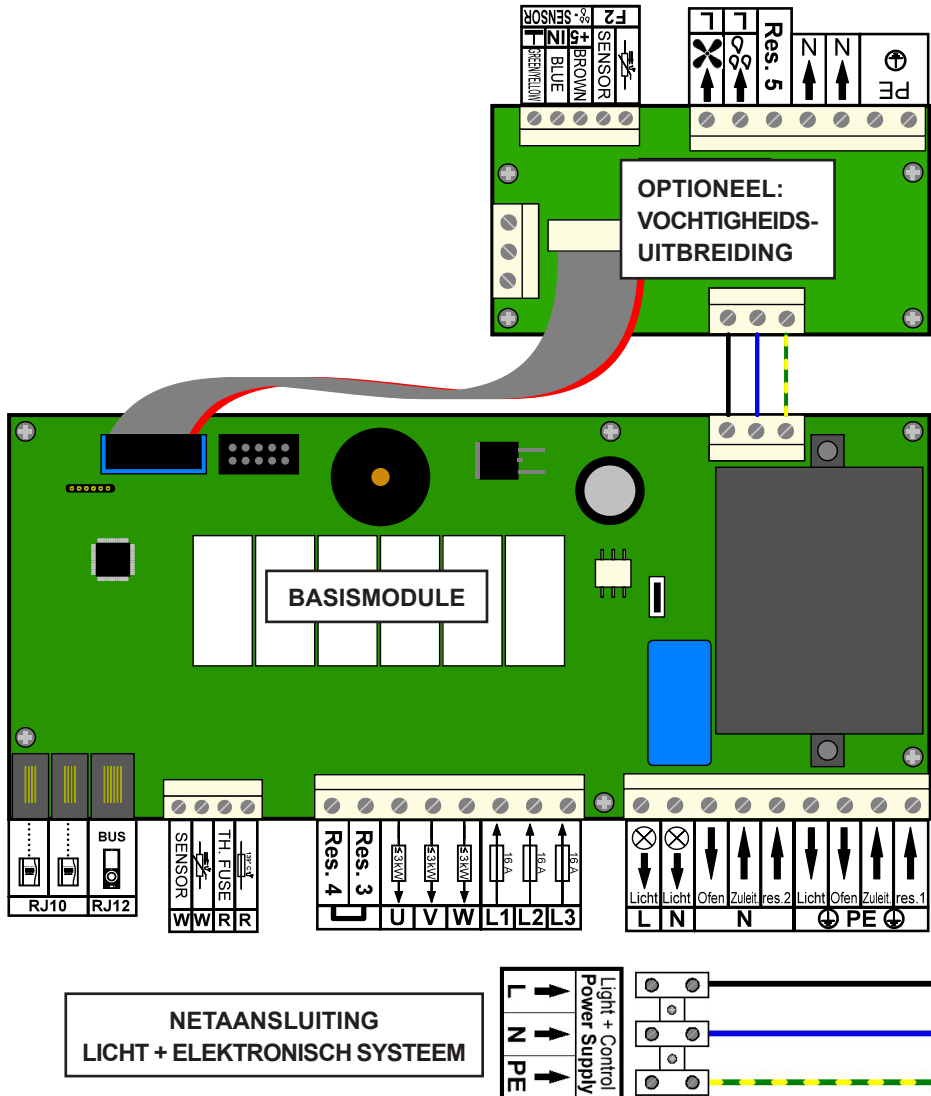 ⊥ IN +5
SENSOR
GREEN/YELLOW
BLUE
BROWN
F2
SENSOR
L
L
Res. 5
N
N
PE
OPTIONEEL:
VOCHTIGHEIDS-
UITBREIDING
BASISMODULE
BUS
RJ10
RJ12
SENSOR
TH. FUSE
W
W
R
R
Res. 4
Res. 3
≤3kW
≤3kW
≤3kW
16 A
16 A
16 A
U
V
W
L1
L2
L3
Licht
Licht
Ofen
Zuleit.
res.2
Licht
Ofen
Zuleit.
res.1
L
N
N
PE
NETAANSLUITING
LICHT + ELEKTRONISCH SYSTEEM
L
N
PE
Light + Control
Power Supply